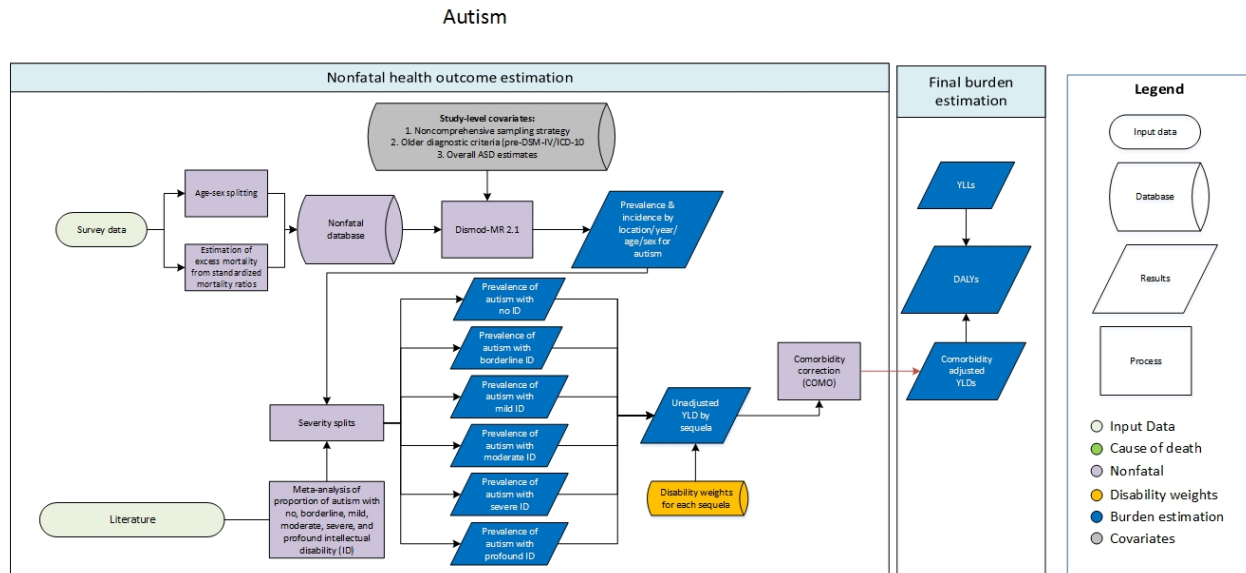 Autism
Nonfatal health outcome estimation
Final burden
estimation
Legend
Study-level covariates:
1. Noncomprehensive sampling strategy
2. Older diagnostic criteria (pre-DSM-IV/ICD-10
3. Overall ASD estimates
Survey data
Age-sex splitting
Estimation of
excess mortality
from standardized
mortality ratios
Nonfatal
database
Dismod-MR 2.1
Prevalence &
incidence by
location/year/
age/sex for
autism
Severity splits
Literature
Meta-analysis of
proportion of autism with
no, borderline, mild,
moderate, severe, and
profound intellectual
disability (ID)
Prevalence of
autism with
no ID
Prevalence of
autism with
borderline ID
Prevalence of
autism with
mild ID
Prevalence of
autism with
moderate ID
Prevalence of
autism with
severe ID
Prevalence of
autism with
profound ID
Unadjusted
YLD by
sequela
Disability weights
for each sequela
Comorbidity
correction
(COMO)
YLLs
DALYs
Comorbidity
adjusted
YLDs
Input data
Database
Results
Process
Input Data
Cause of death
Nonfatal
Disability weights
Burden estimation
Covariates